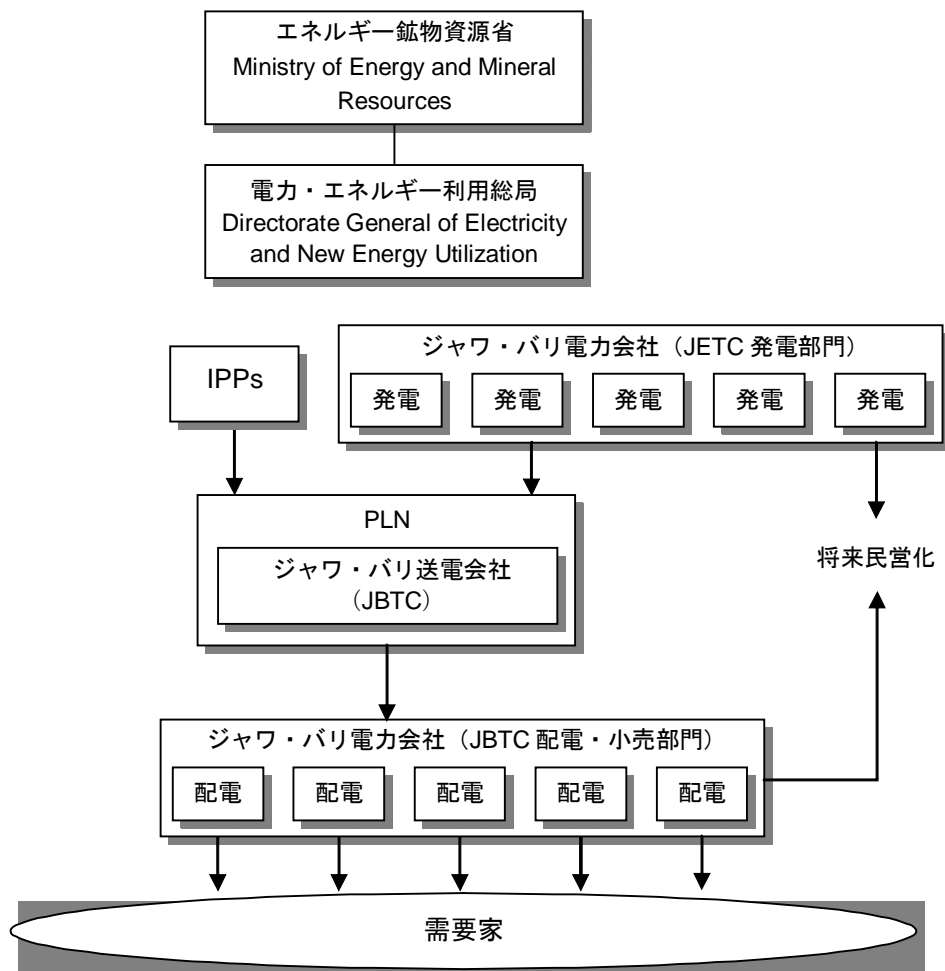 エネルギー鉱物資源省
Ministry of Energy and Mineral
Resources
電力・エネルギー利用総局
Directorate General of Electricity
and New Energy Utilization
IPPs
ジャワ・バリ電力会社（JETC 発電部門）
発電
発電
発電
発電
発電
PLN
ジャワ・バリ送電会社
（JBTC）
将来民営化
ジャワ・バリ電力会社（JBTC 配電・小売部門）
配電
配電
配電
配電
配電
需要家